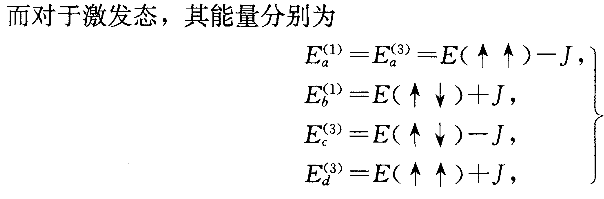 而对于激发态，其能量分别为
E_a^(1)=E_a^(3)=E(↑ ↑)−J,
E_b^(1)=E(↑ ↓)+J,
E_c^(3)=E(↑ ↓)−J,
E_d^(3)=E(↑ ↑)+J,